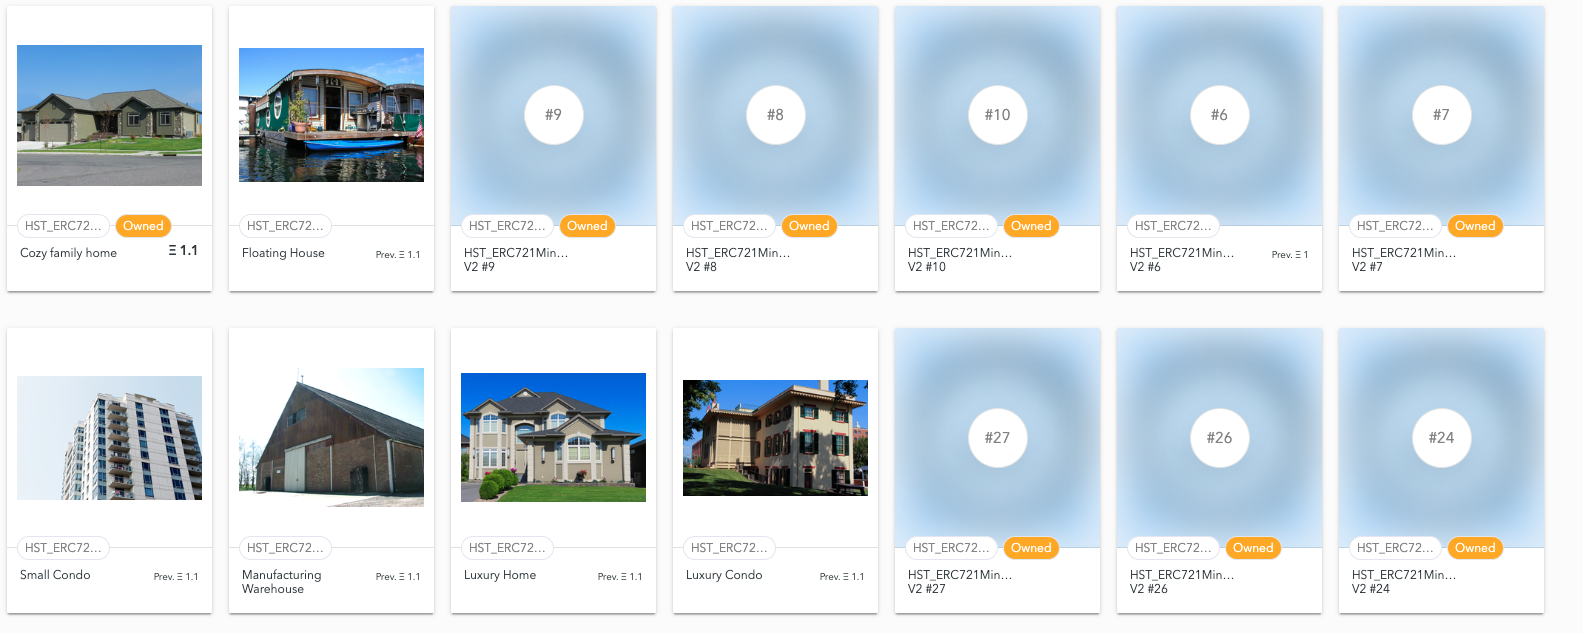 #9
#8
#10
#6
#7
HST_ERC72... Owned
HST_ERC72...
HST_ERC72... Owned
HST_ERC72... Owned
HST_ERC72... Owned
HST_ERC72...
HST_ERC72... Owned
Cozy family home Ξ 1.1
Floating House Prev. Ξ 1.1
HST_ERC721Min...
V2 #9
HST_ERC721Min...
V2 #8
HST_ERC721Min...
V2 #10
HST_ERC721Min... Prev. Ξ 1
V2 #6
HST_ERC721Min...
V2 #7
#27
#26
#24
HST_ERC72...
HST_ERC72...
HST_ERC72...
HST_ERC72...
HST_ERC72... Owned
HST_ERC72... Owned
HST_ERC72... Owned
Small Condo Prev. Ξ 1.1
Manufacturing Prev. Ξ 1.1
Warehouse
Luxury Home Prev. Ξ 1.1
Luxury Condo Prev. Ξ 1.1
HST_ERC721Min...
V2 #27
HST_ERC721Min...
V2 #26
HST_ERC721Min...
V2 #24